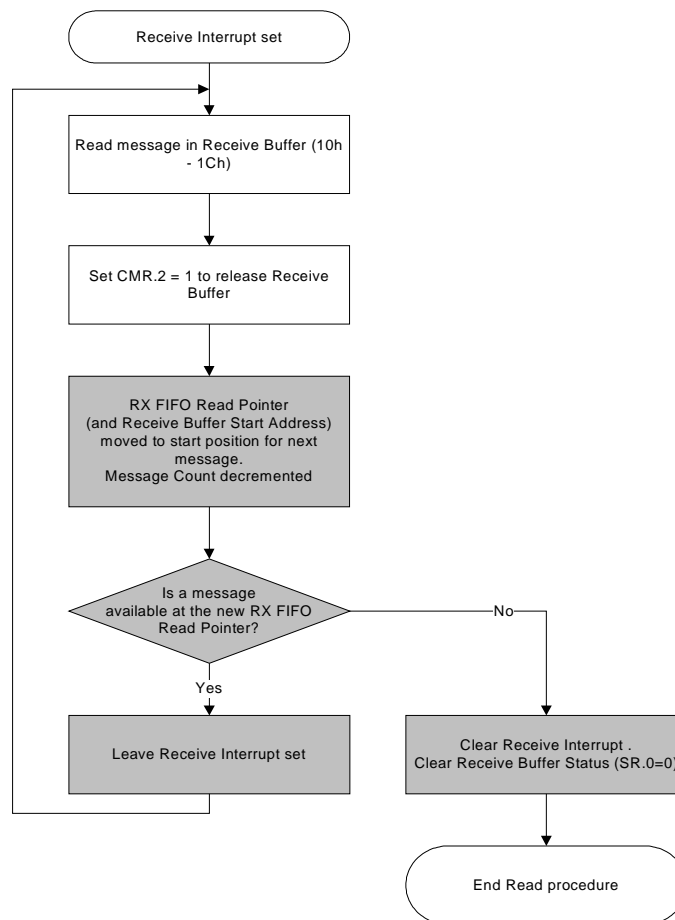 Receive Interrupt set
Read message in Receive Buffer (10h
- 1Ch)
Set CMR.2 = 1 to release Receive
Buffer
RX FIFO Read Pointer
(and Receive Buffer Start Address)
moved to start position for next
message.
Message Count decremented
Is a message
available at the new RX FIFO
Read Pointer?
No
Yes
Leave Receive Interrupt set
Clear Receive Interrupt .
Clear Receive Buffer Status (SR.0=0)
End Read procedure